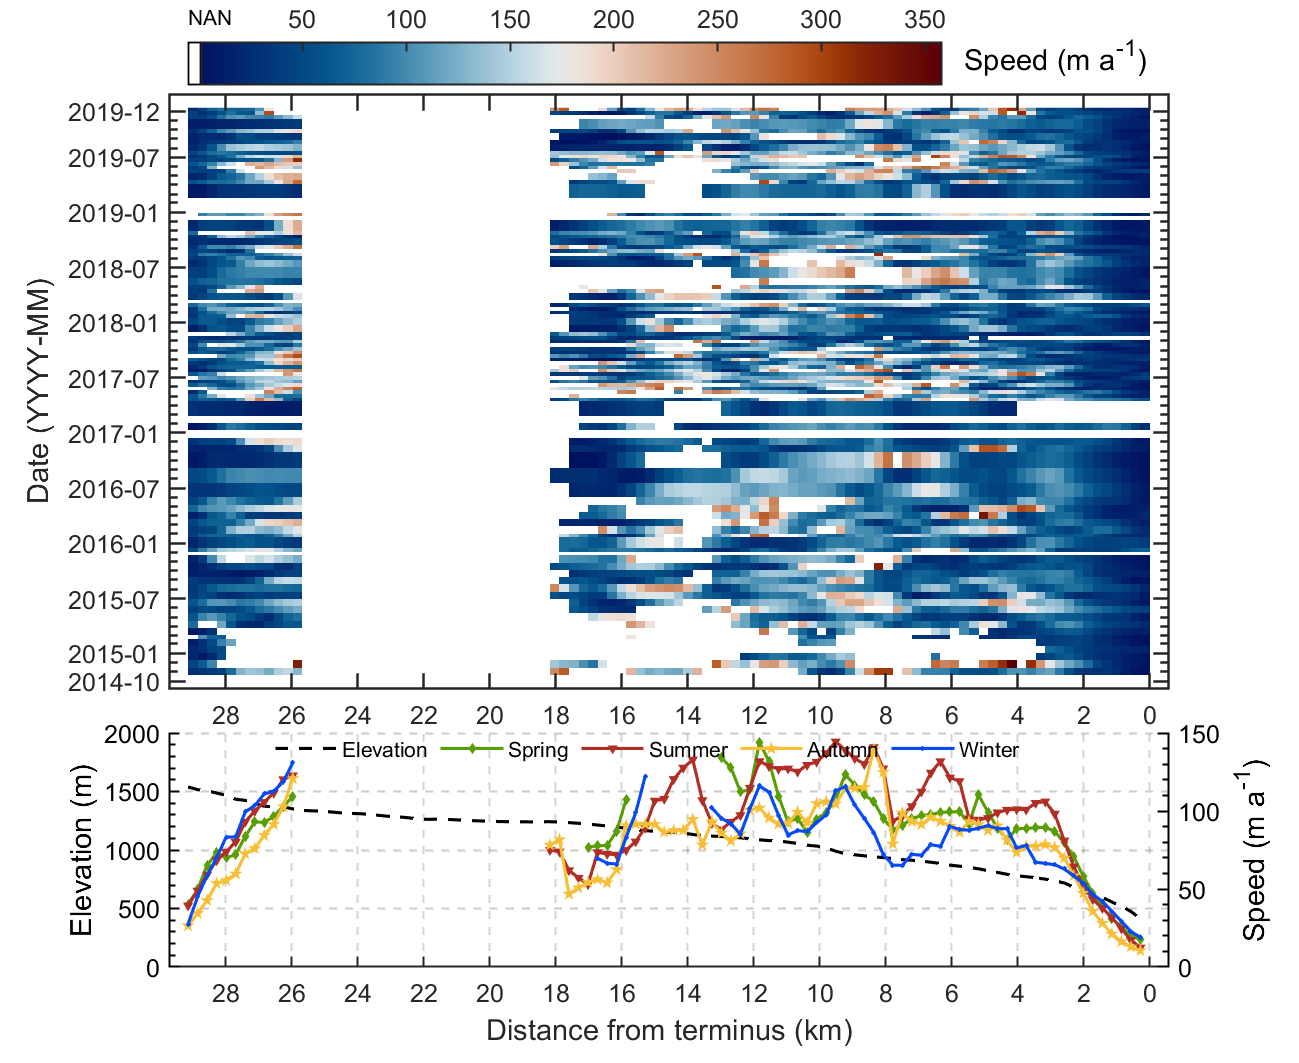 NAN 50 100 150 200 250 300 350
Speed (m a-1)
Date (YYYY-MM)
2019-12
2019-07
2019-01
2018-07
2018-01
2017-07
2017-01
2016-07
2016-01
2015-07
2015-01
2014-10
28 26 24 22 20 18 16 14 12 10 8 6 4 2 0
Elevation Spring Summer Autumn Winter
Elevation (m)
2000
1500
1000
500
0
150
100
50
0
Speed (m a-1)
28 26 24 22 20 18 16 14 12 10 8 6 4 2 0
Distance from terminus (km)